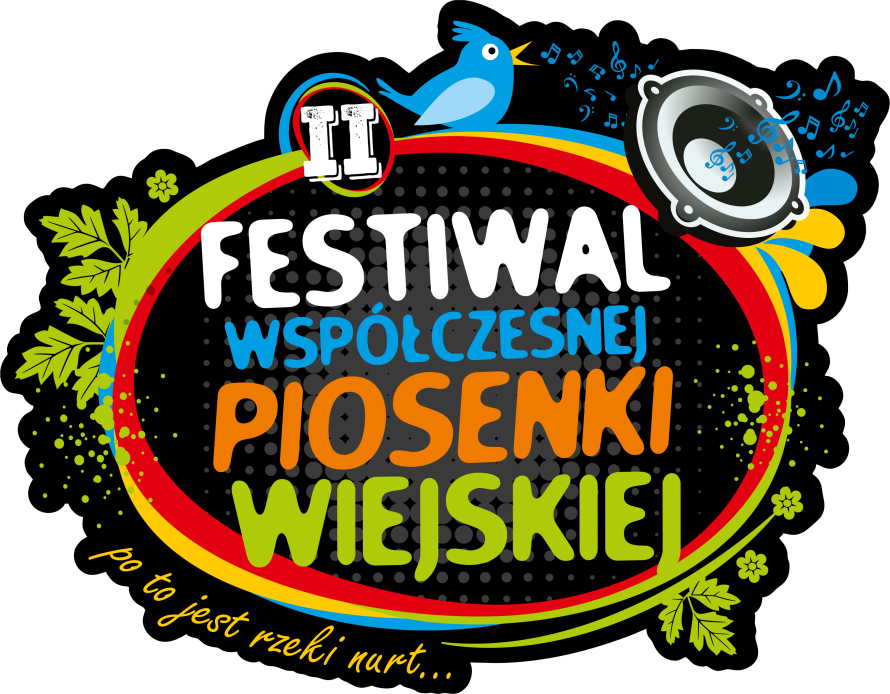 II
FESTIWAL
WSPÓŁCZESNEJ
PIOSENKI
WIEJSKIEJ
po to jest rzeki nurt...